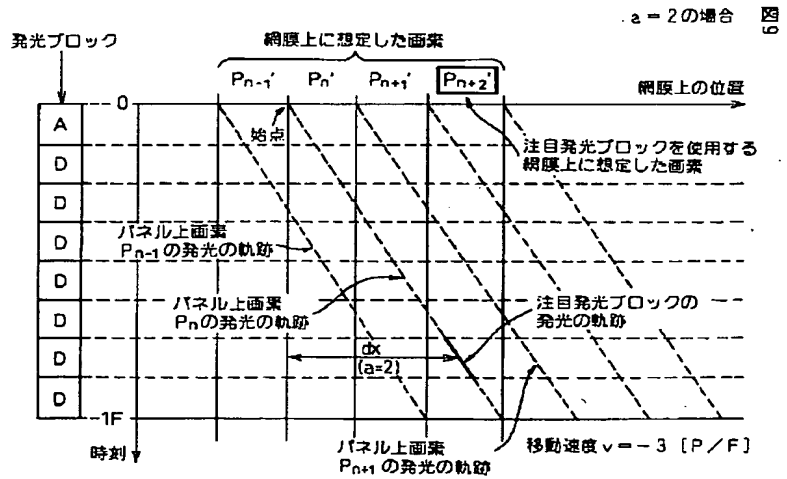 a = 2の場合
図9
発光ブロック
網膜上に想定した画素
Pn-1'
Pn'
Pn+1'
Pn+2'
網膜上の位置
0
始点
注目発光ブロックを使用する
網膜上に想定した画素
A
D
D
D
D
D
D
D
パネル上画素
Pn-1の発光の軌跡
パネル上画素
Pnの発光の軌跡
注目発光ブロックの
発光の軌跡
dx
(a=2)
1F
時刻
パネル上画素
Pn+1の発光の軌跡
移動速度v=-3 [P/F]